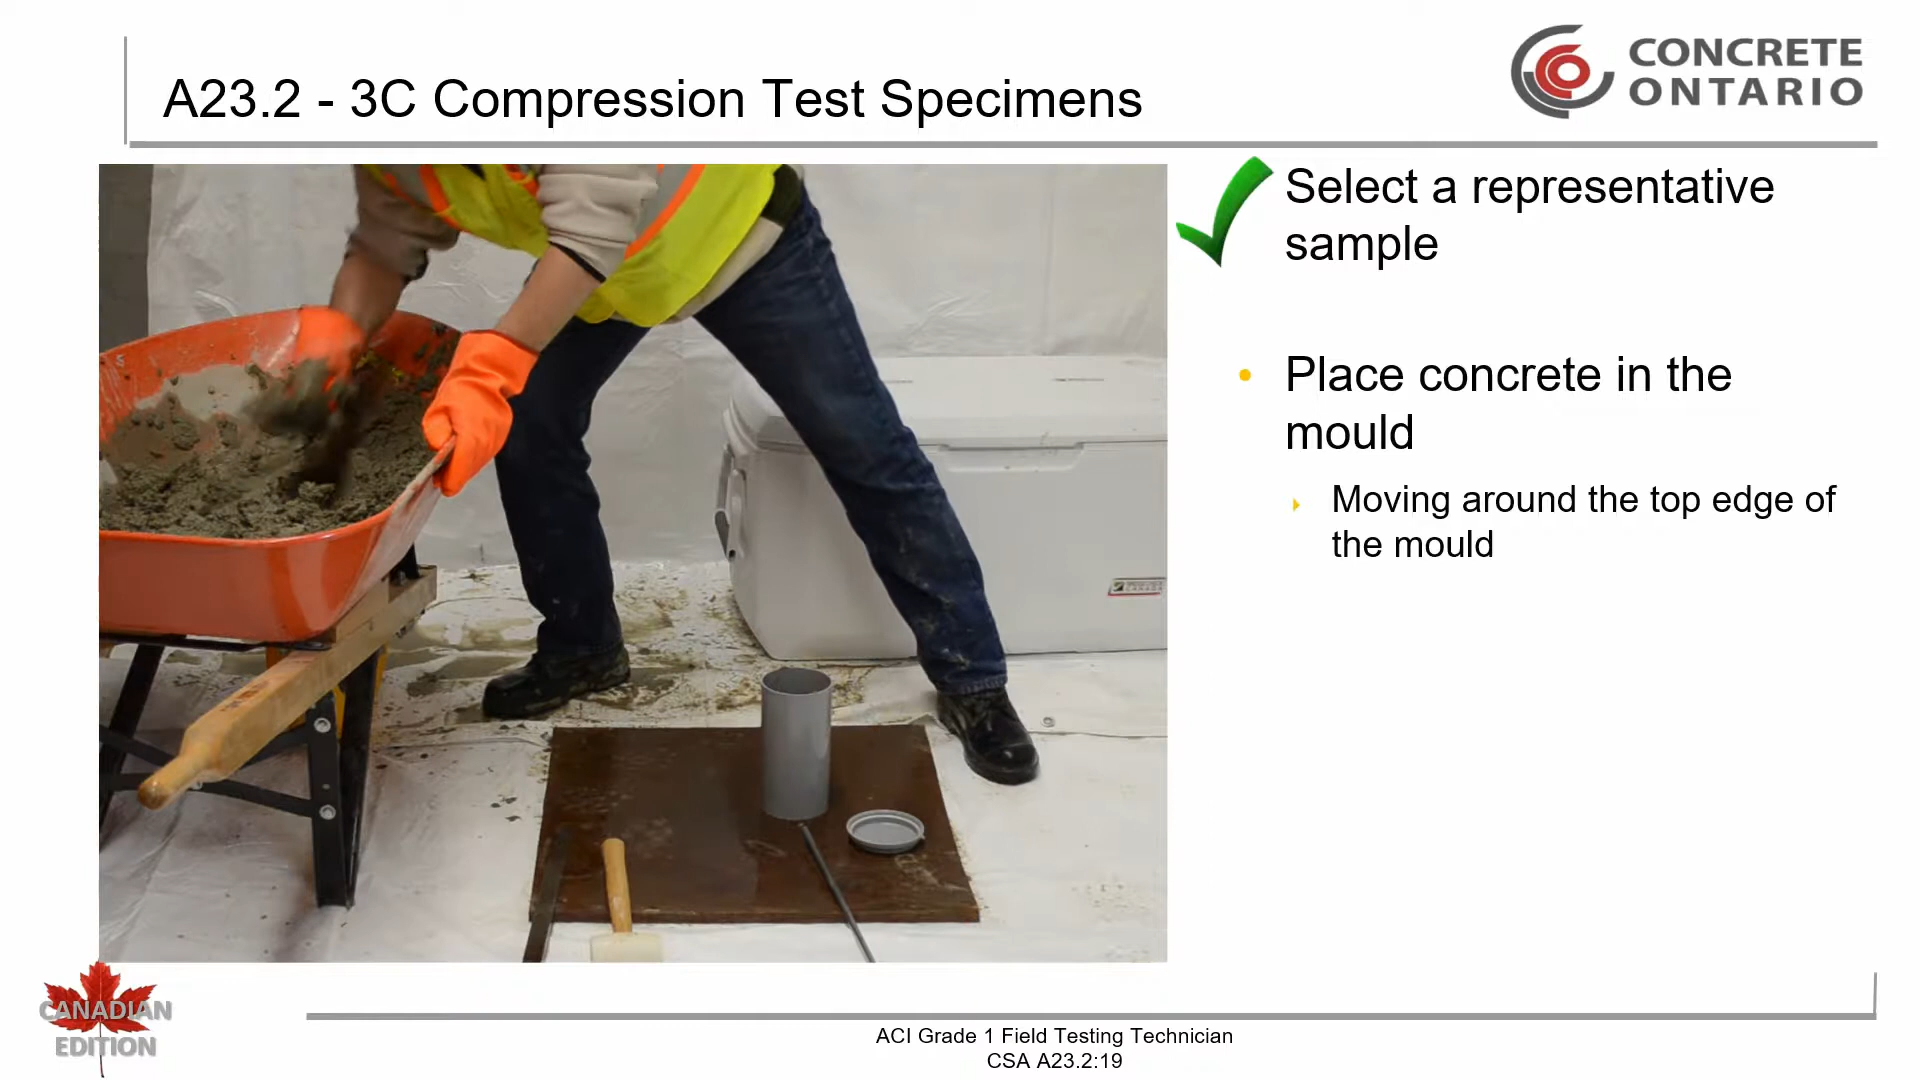 A23.2 - 3C Compression Test Specimens
CONCRETE
ONTARIO
Select a representative
sample
• Place concrete in the
mould
Moving around the top edge of
the mould
CANADIAN
EDITION
ACI Grade 1 Field Testing Technician
CSA A23.2:19